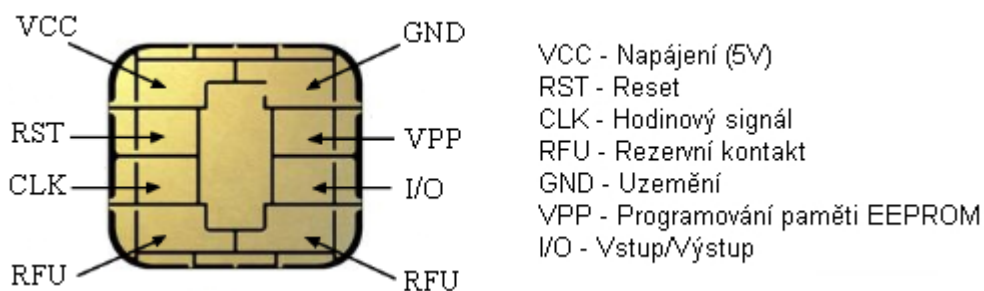 VCC
GND
RST
VPP
CLK
I/O
RFU
RFU
VCC - Napájení (5V)
RST - Reset
CLK - Hodinový signál
RFU - Rezervní kontakt
GND - Uzemění
VPP - Programování paměti EEPROM
I/O - Vstup/Výstup